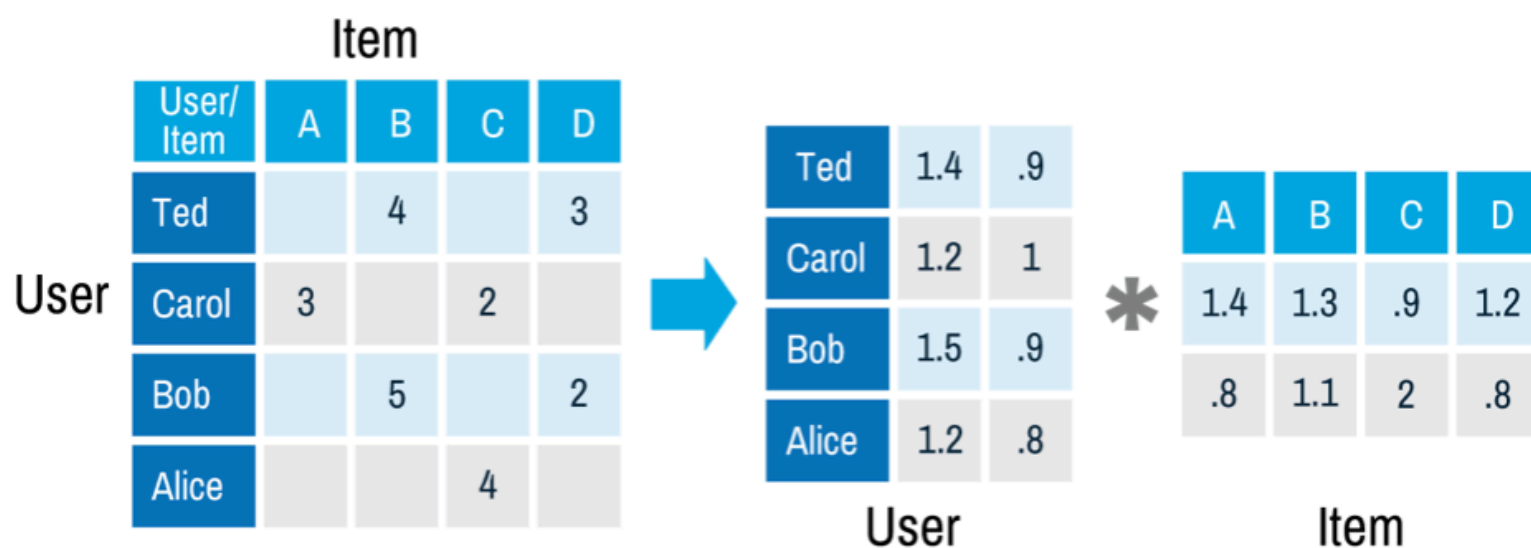 Item
User/ Item A B C D
Ted 4 3
Carol 3 2
Bob 5 2
Alice 4
User
Ted 1.4 .9
Carol 1.2 1
Bob 1.5 .9
Alice 1.2 .8
User
*
A B C D
1.4 1.3 .9 1.2
.8 1.1 2 .8
Item